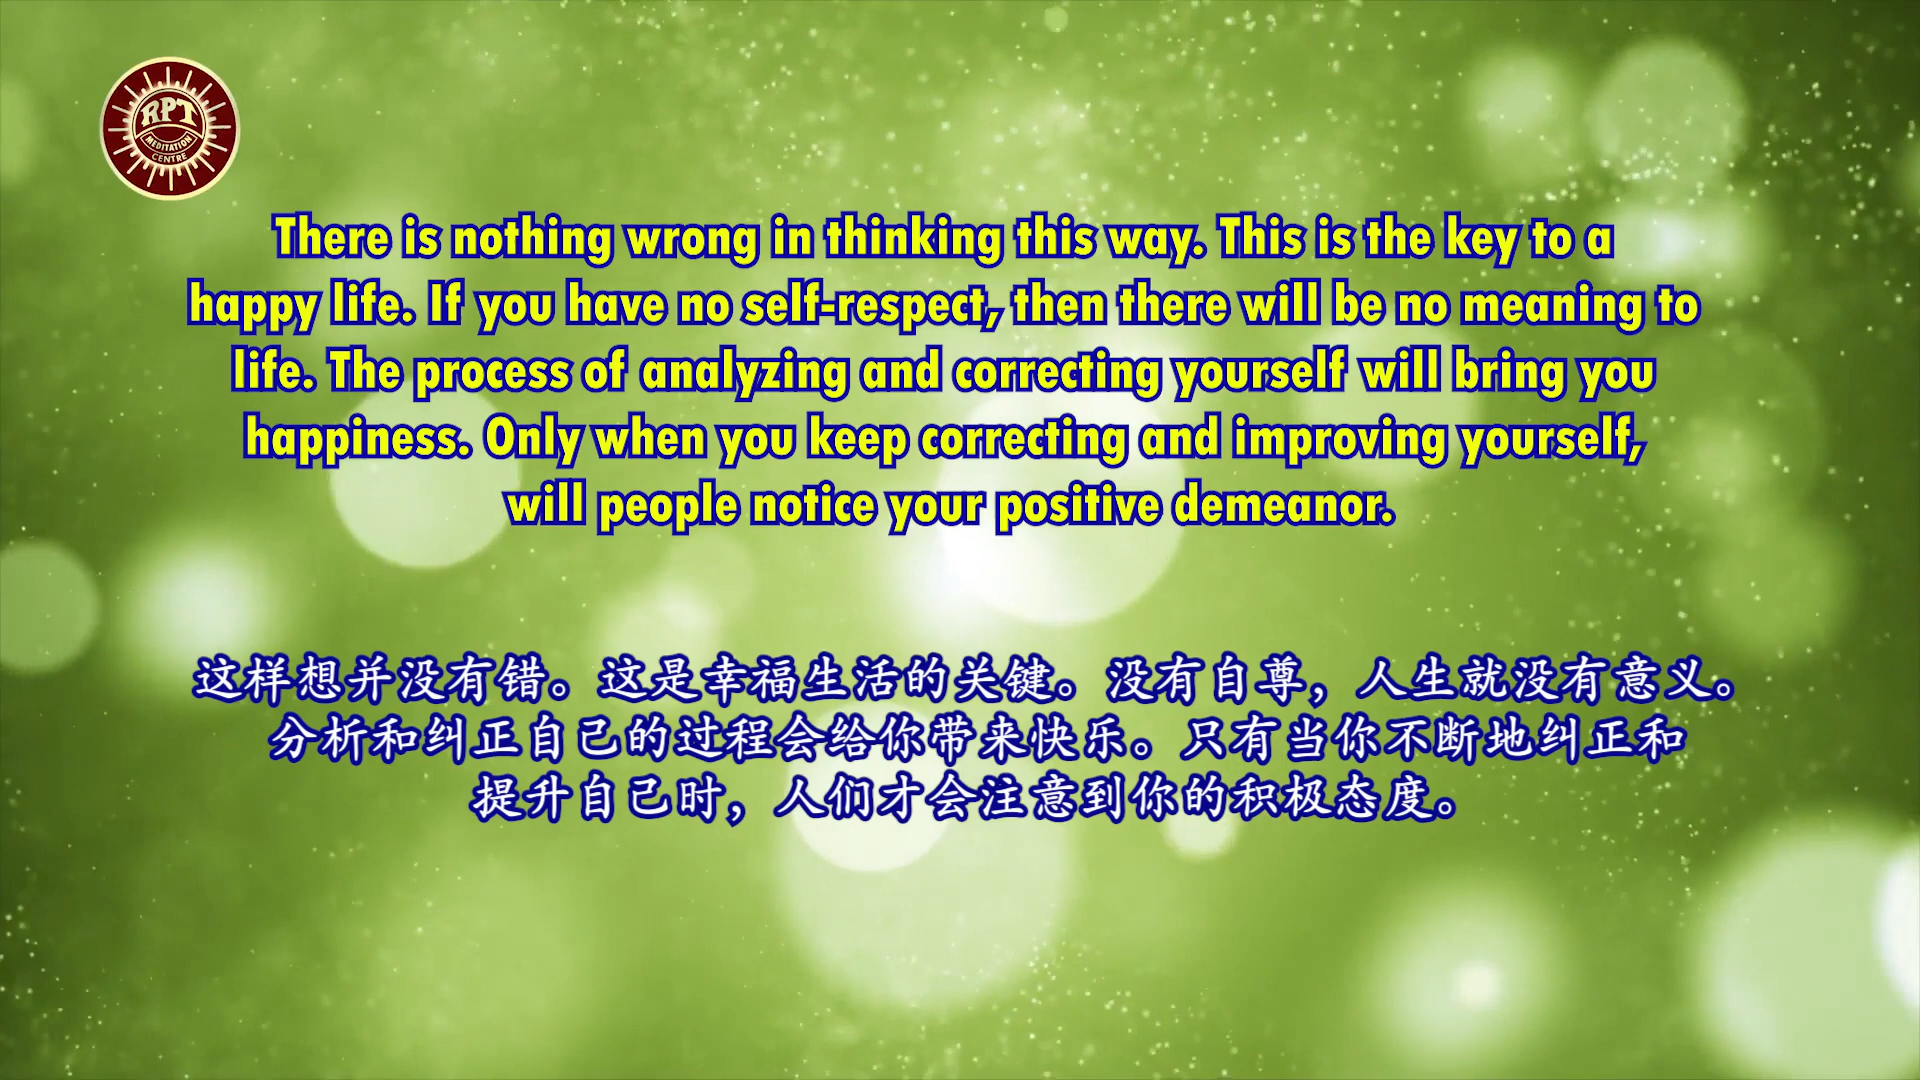 RPT
MEDITATION
CENTRE
There is nothing wrong in thinking this way. This is the key to a
happy life. If you have no self-respect, then there will be no meaning to
life. The process of analyzing and correcting yourself will bring you
happiness. Only when you keep correcting and improving yourself,
will people notice your positive demeanor.
这样想并没有错。这是幸福生活的关键。没有自尊，人生就没有意义。
分析和纠正自己的过程会给你带来快乐。只有当你不断地纠正和
提升自己时，人们才会注意到你的积极态度。